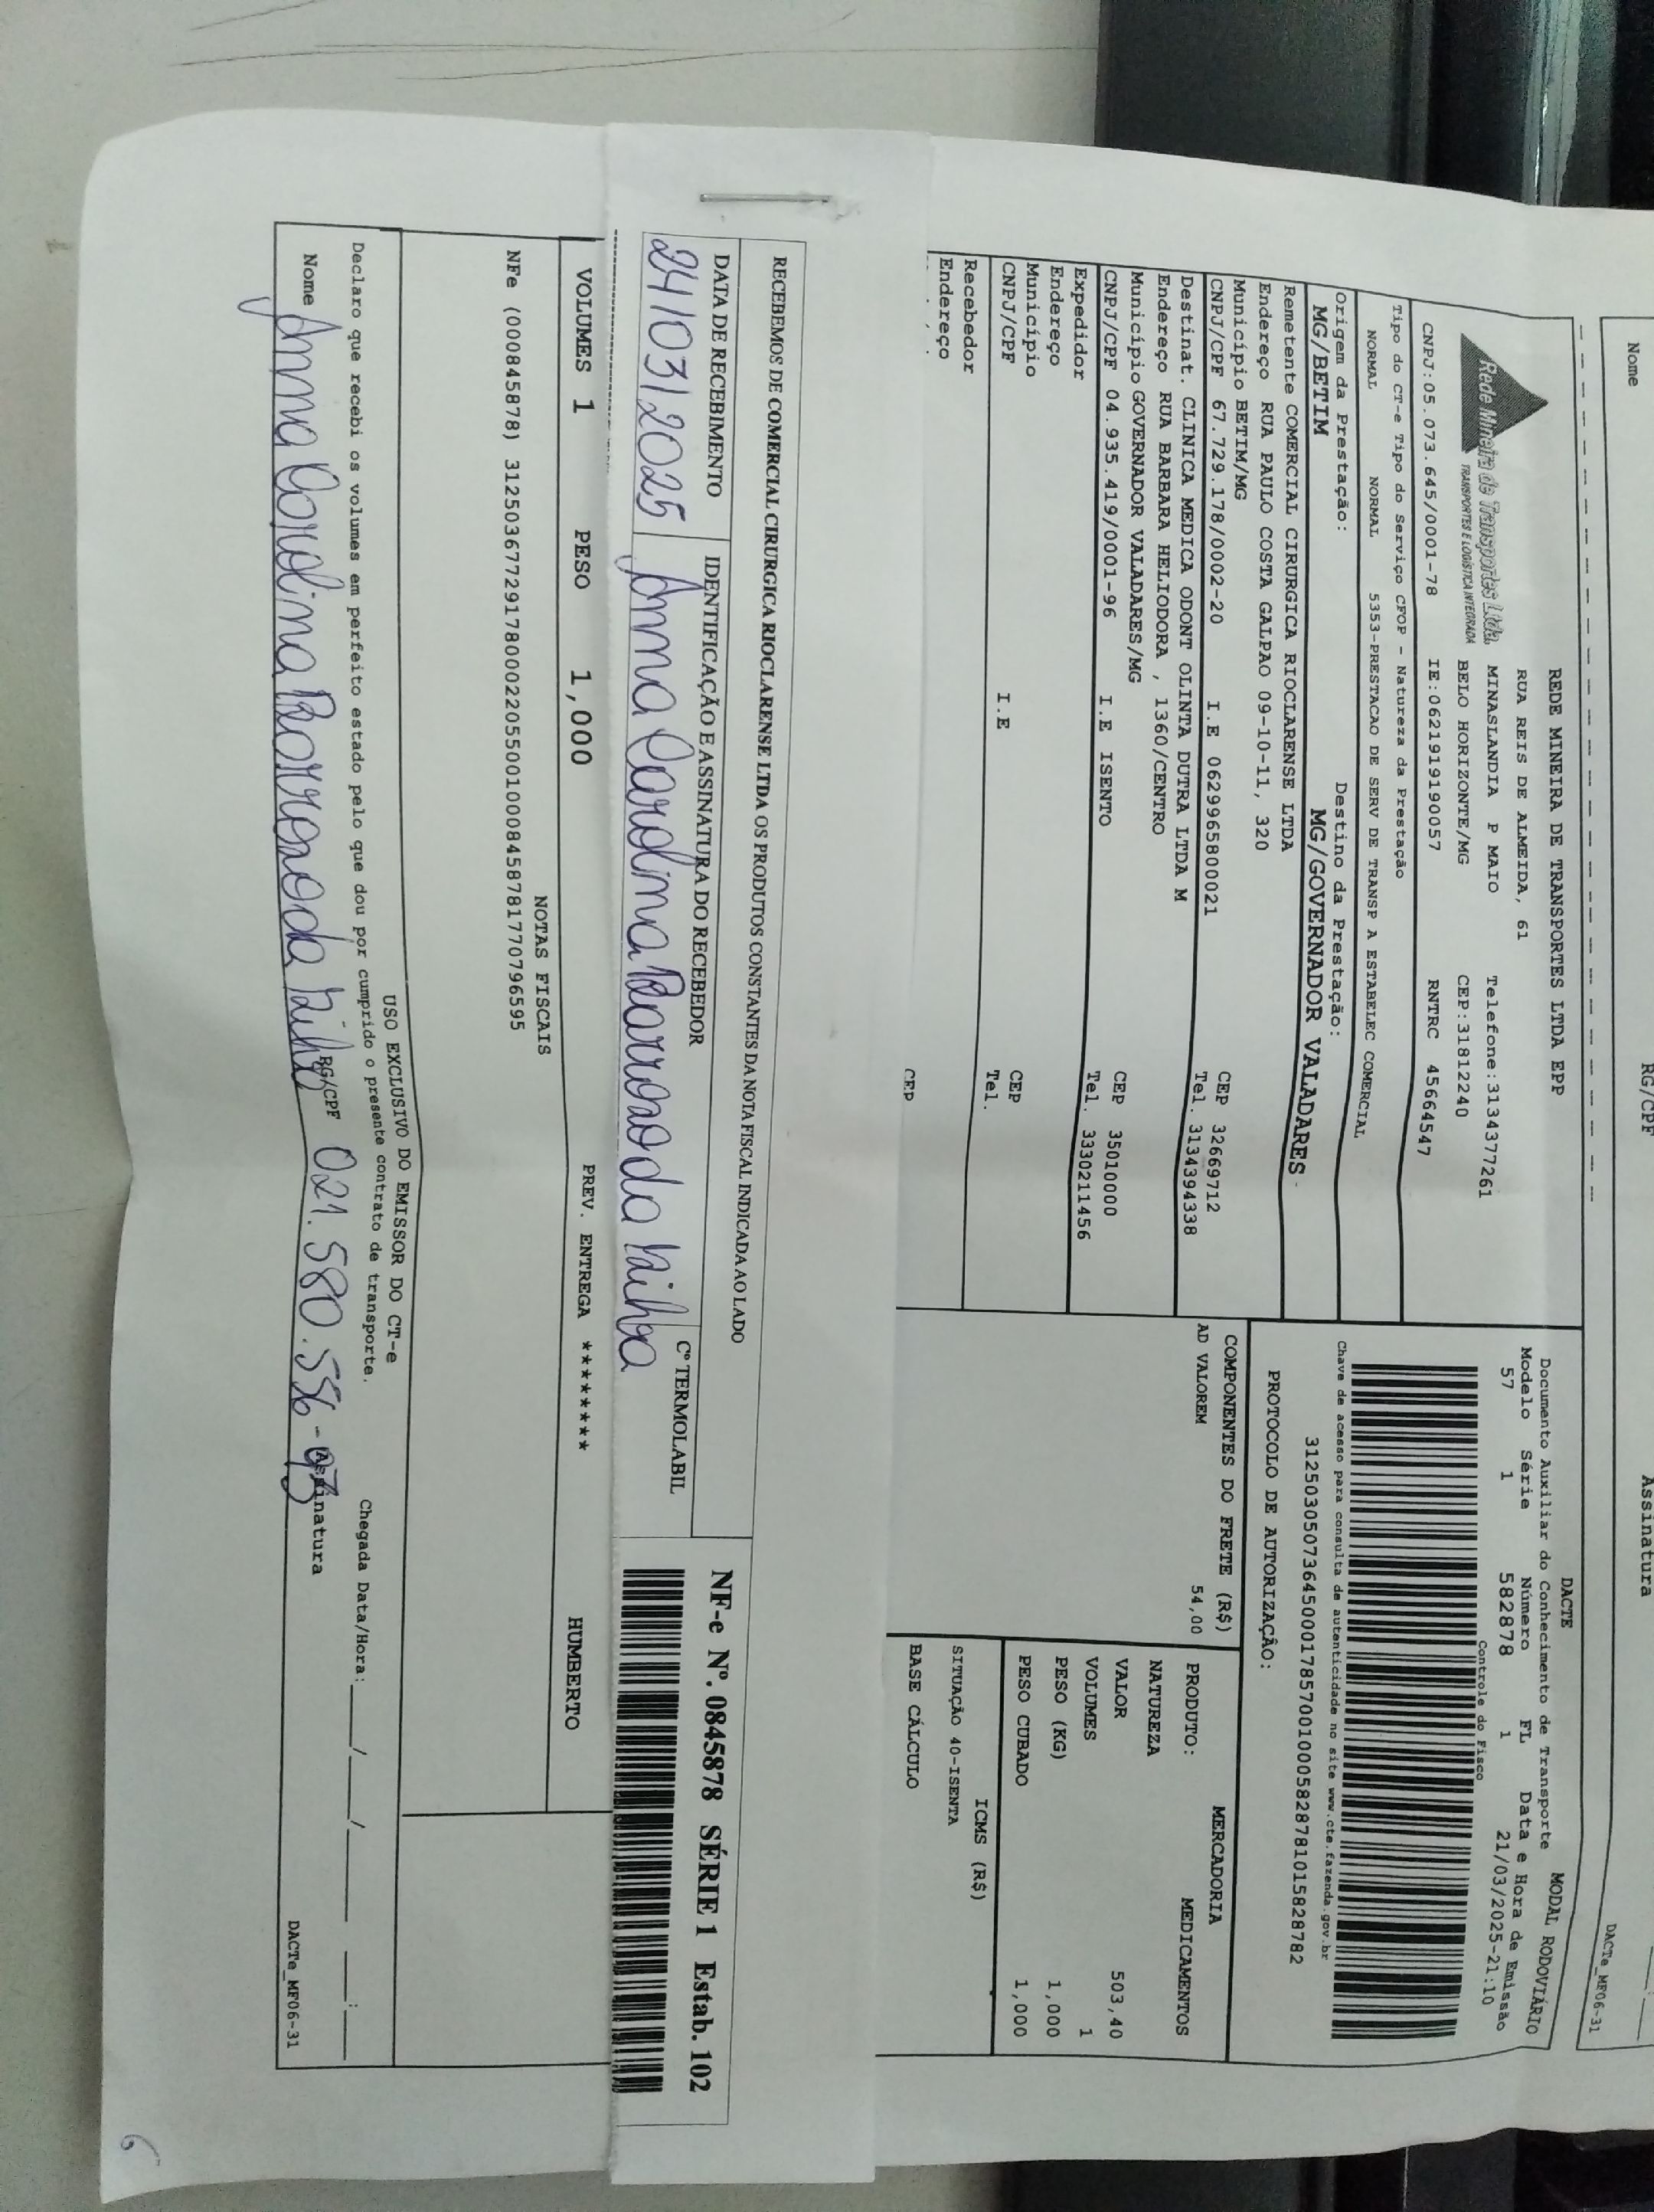 Nome RG/CPF Assinatura
DACTe_MF06-31
Rede Mineira de Transportes Ltda.
TRANSPORTES E LOGÍSTICA INTEGRADA
REDE MINEIRA DE TRANSPORTES LTDA EPP
RUA REIS DE ALMEIDA, 61
MINASLANDIA P MAIO Telefone:3134377261
BELO HORIZONTE/MG CEP:31812240
CNPJ:05.073.645/0001-78 IE:0621919190057 RNTRC 45664547
Tipo do CT-e Tipo do Serviço CFOP - Natureza da Prestação
NORMAL NORMAL 5353-PRESTACAO DE SERV DE TRANSP A ESTABELEC COMERCIAL
Origem da Prestação: Destino da Prestação:
MG/BETIM MG/GOVERNADOR VALADARES
Remetente COMERCIAL CIRURGICA RIOCLARENSE LTDA
Endereço RUA PAULO COSTA GALPAO 09-10-11, 320
Município BETIM/MG CEP 32669712
CNPJ/CPF 67.729.178/0002-20 I.E 0629965800021 Tel. 3134394338
Destinat. CLINICA MEDICA ODONT OLINTA DUTRA LTDA M
Endereço RUA BARBARA HELIODORA , 1360/CENTRO
Município GOVERNADOR VALADARES/MG CEP 35010000
CNPJ/CPF 04.935.419/0001-96 I.E ISENTO Tel. 3330211456
Expedidor
Endereço
Município CEP
CNPJ/CPF I.E Tel.
Recebedor
Endereço
CEP
DACTE MODAL RODOVIÁRIO
Documento Auxiliar do Conhecimento de Transporte
Modelo Série Número FL Data e Hora de Emissão
57 1 582878 1 21/03/2025-21:10
Controle do Fisco
Chave de acesso para consulta de autenticidade no site www.cte.fazenda.gov.br
31250305073645000178570010005828781015828782
PROTOCOLO DE AUTORIZAÇÃO:
COMPONENTES DO FRETE (R$)
AD VALOREM 54,00
MERCADORIA
PRODUTO: MEDICAMENTOS
NATUREZA
VALOR 503,40
VOLUMES 1
PESO (KG) 1,000
PESO CUBADO 1,000
ICMS (R$)
SITUAÇÃO 40-ISENTA
BASE CÁLCULO
RECEBEMOS DE COMERCIAL CIRURGICA RIOCLARENSE LTDA OS PRODUTOS CONSTANTES DA NOTA FISCAL INDICADA AO LADO
DATA DE RECEBIMENTO IDENTIFICAÇÃO E ASSINATURA DO RECEBEDOR Cº TERMOLABIL
24/03/2025 Anna Carolina
NF-e Nº. 0845878 SÉRIE 1 Estab. 102
VOLUMES 1 PESO 1,000 PREV. ENTREGA ******** HUMBERTO
NOTAS FISCAIS
NFe (000845878) 31250367729178000220550010008458781770796595
USO EXCLUSIVO DO EMISSOR DO CT-e
Declaro que recebi os volumes em perfeito estado pelo que dou por cumprido o presente contrato de transporte. Chegada Data/Hora: ___/___/___ ___:___
Nome Anna Carolina RG/CPF 021.580.556-93 Assinatura
DACTe_MF06-31
6